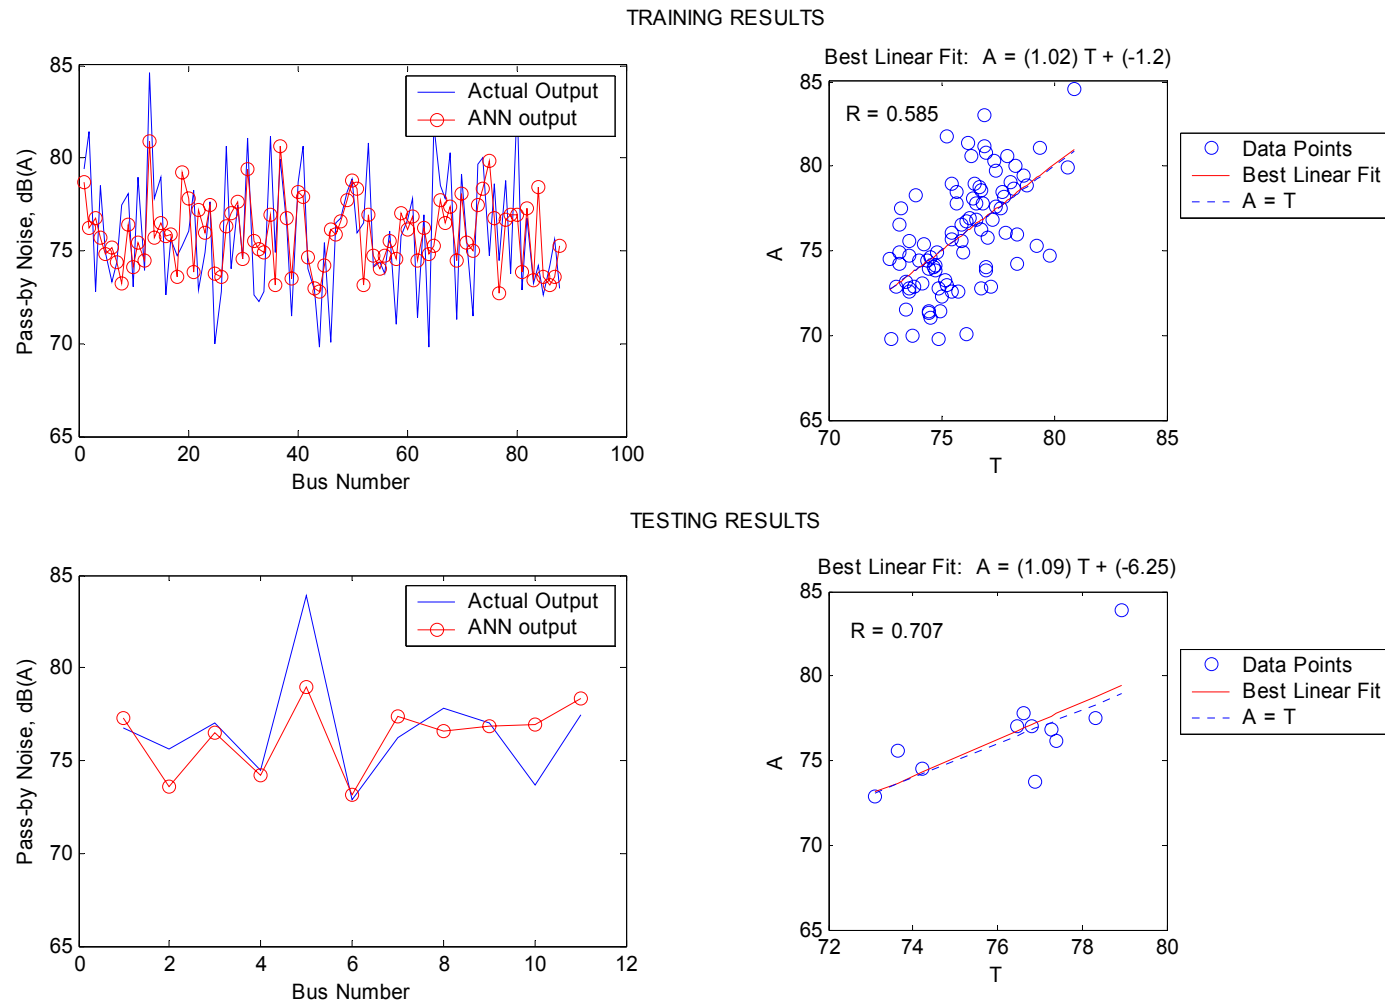 TRAINING RESULTS
85
80
75
70
65
0
20
40
60
80
100
Pass-by Noise, dB(A)
Bus Number
Actual Output
ANN output
Best Linear Fit: A = (1.02) T + (-1.2)
R = 0.585
85
80
75
70
65
70
75
80
85
A
T
Data Points
Best Linear Fit
A = T
TESTING RESULTS
85
80
75
70
65
0
2
4
6
8
10
12
Pass-by Noise, dB(A)
Bus Number
Actual Output
ANN output
Best Linear Fit: A = (1.09) T + (-6.25)
R = 0.707
85
80
75
70
65
72
74
76
78
80
A
T
Data Points
Best Linear Fit
A = T